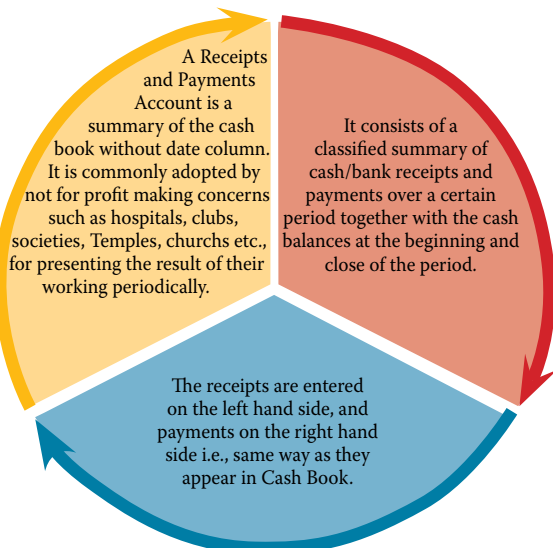 A Receipts
and Payments
Account is a
summary of the cash
book without date column.
It is commonly adopted by
not for profit making concerns
such as hospitals, clubs,
societies, Temples, churchs etc.,
for presenting the result of their
working periodically.
It consists of a
classified summary of
cash/bank receipts and
payments over a certain
period together with the cash
balances at the beginning and
close of the period.
The receipts are entered
on the left hand side, and
payments on the right hand
side i.e., same way as they
appear in Cash Book.